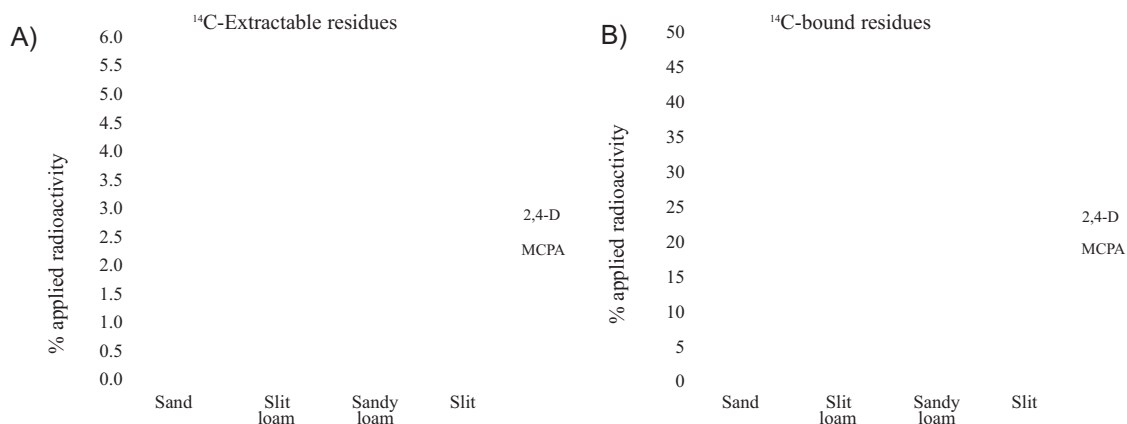 A)
¹⁴C-Extractable residues
% applied radioactivity
6.0
5.0
5.5
4.5
4.0
3.5
3.0
2.5
2.0
1.5
1.0
0.5
0.0
Sand
Slit
loam
Sandy
loam
Slit
2,4-D
MCPA
B)
¹⁴C-bound residues
% applied radioactivity
50
45
40
35
30
25
20
15
10
5
0
Sand
Slit
loam
Sandy
loam
Slit
2,4-D
MCPA